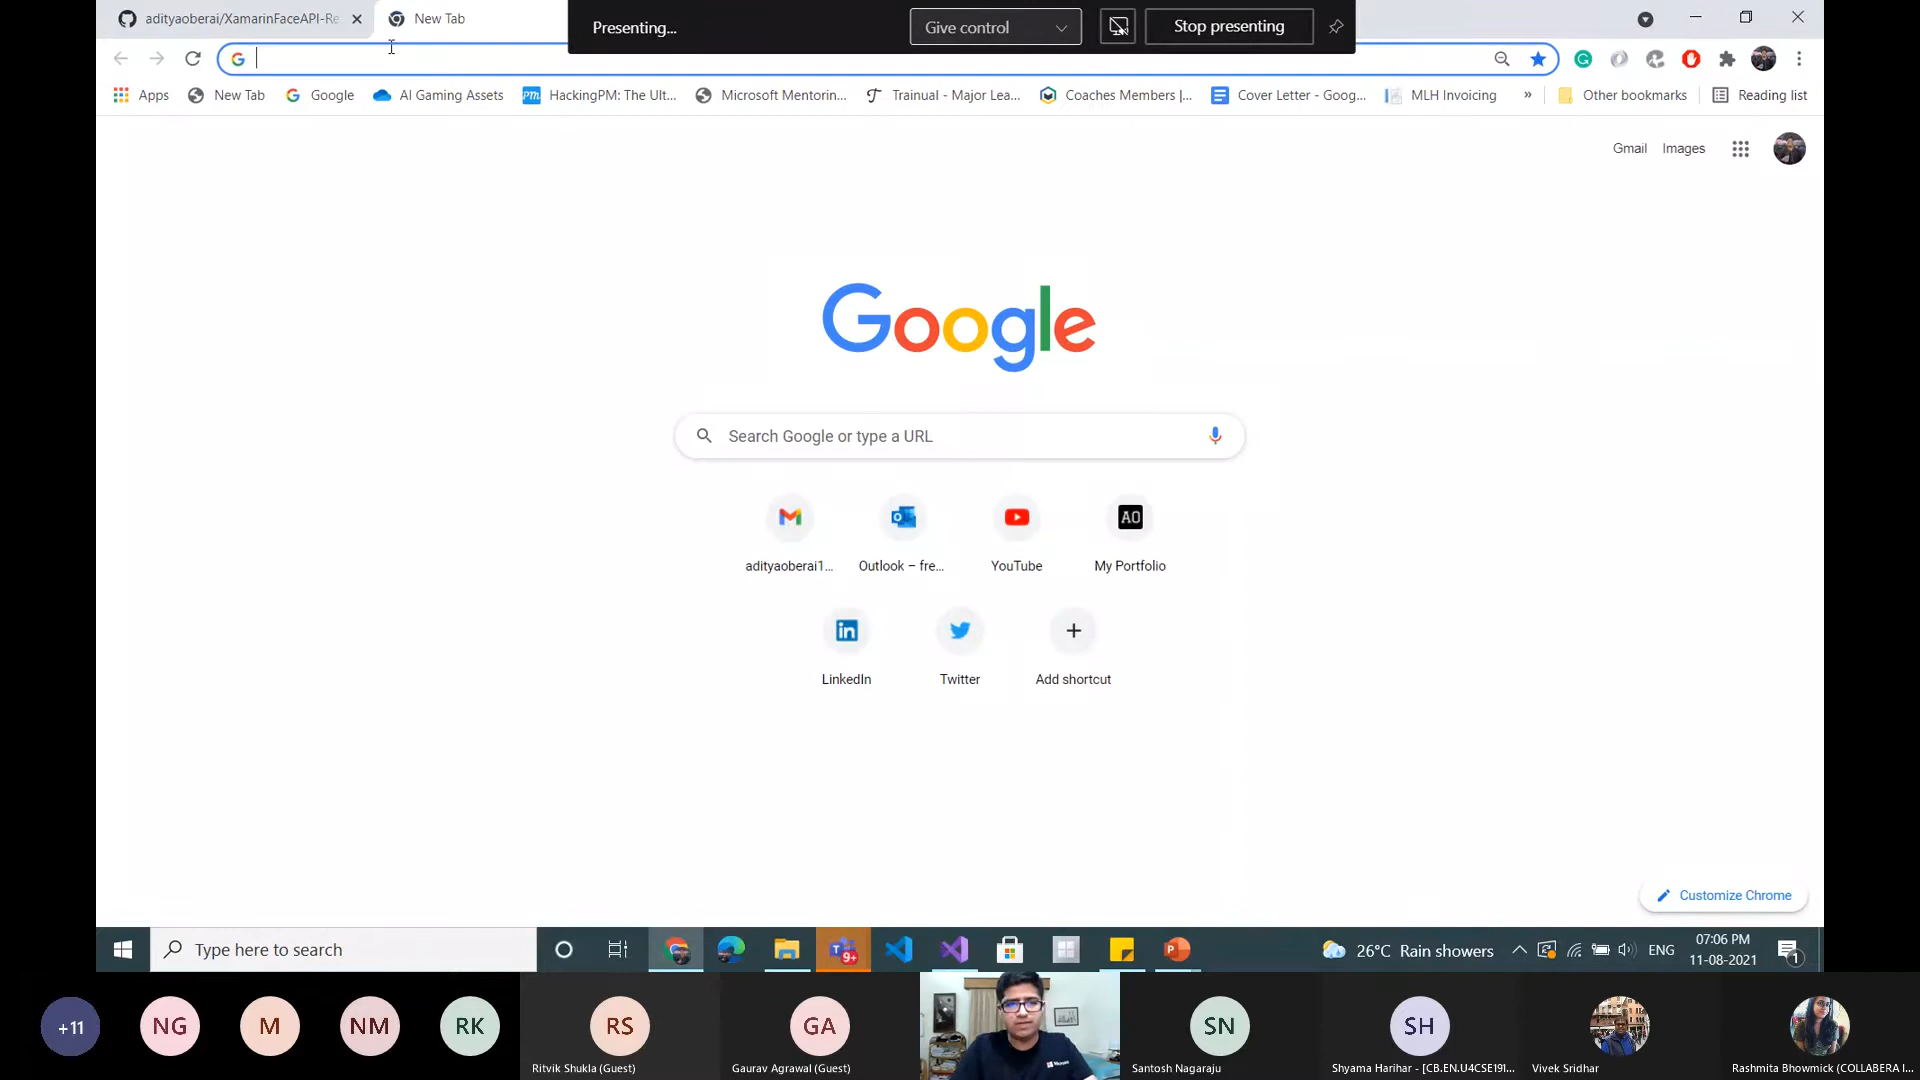 adityaoberai/XamarinFaceAPI-Re
New Tab
Presenting...
Give control
Stop presenting
Apps
New Tab
Google
AI Gaming Assets
HackingPM: The Ult...
Microsoft Mentorin...
Trainual - Major Lea...
Coaches Members |...
Cover Letter - Goog...
MLH Invoicing
»
Other bookmarks
Reading list
Gmail
Images
Google
Search Google or type a URL
AO
adityaoberai1...
Outlook – fre...
YouTube
My Portfolio
LinkedIn
Twitter
Add shortcut
Customize Chrome
Type here to search
9+
26°C Rain showers
ENG
07:06 PM
11-08-2021
1
+11
NG
M
NM
RK
RS
GA
SN
SH
Ritvik Shukla (Guest)
Gaurav Agrawal (Guest)
Santosh Nagaraju
Shyama Harihar - [CB.EN.U4CSE191...
Vivek Sridhar
Rashmita Bhowmick (COLLABERA I...